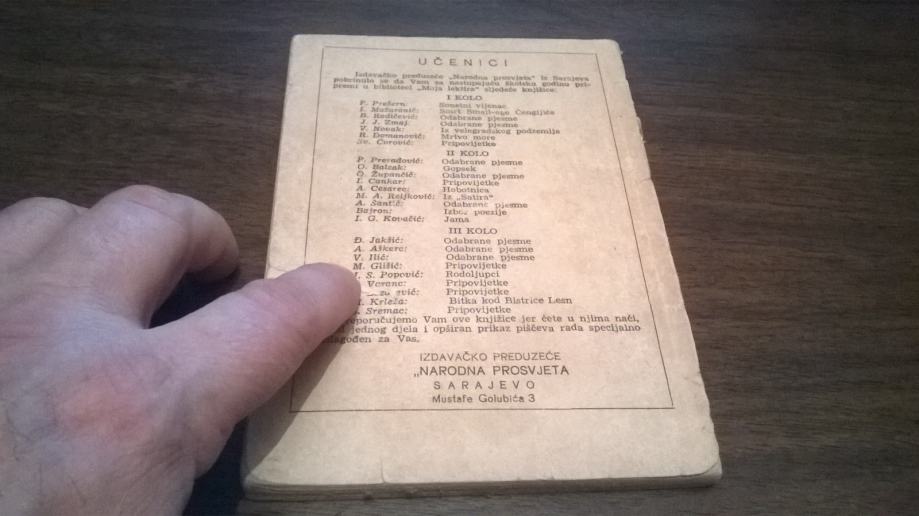 UČENICI
Izdavačko preduzeće „Narodna prosvjeta" iz Sarajeva
pobrinulo se da Vam za nastupajuću školsku godinu pri-
premi u biblioteci „Moja lektira" sljedeće knjižice:
I KOLO
F. Prešern: Sonetni vijenac
I. Mažuranić: Smrt Smail-age Čengijića
B. Radičević: Odabrane pjesme
J. J. Zmaj: Odabrane pjesme
V. Novak: Iz velegradskog podzemlja
R. Domanović: Mrtvo more
Sv. Ćorović: Pripovijetke
II KOLO
P. Preradović: Odabrane pjesme
O. Balzak: Gopsek
O. Župančič: Odabrane pjesme
I. Cankar: Pripovijetke
A. Cesarec: Hobotnica
M. A. Reljković: Iz „Satira"
A. Šantić: Odabrane pjesme
Bajron: Izbor poezije
I. G. Kovačić: Jama
III KOLO
Đ. Jakšić: Odabrane pjesme
A. Aškerc: Odabrane pjesme
V. Ilić: Odabrane pjesme
M. Glišić: Pripovijetke
S. Popović: Rodoljupci
Pripovijetke
Pripovijetke
Krleža: Bitka kod Bistrice Lesn
Sremac: Pripovijetke
eporučujemo Vam ove knjižice jer ćete u njima naći,
jednog djela i opširan prikaz piščeva rada specijalno
lagođen za Vas.
IZDAVAČKO PREDUZEĆE
„NARODNA PROSVJETA
SARAJEVO
Mustafe Golubića 3